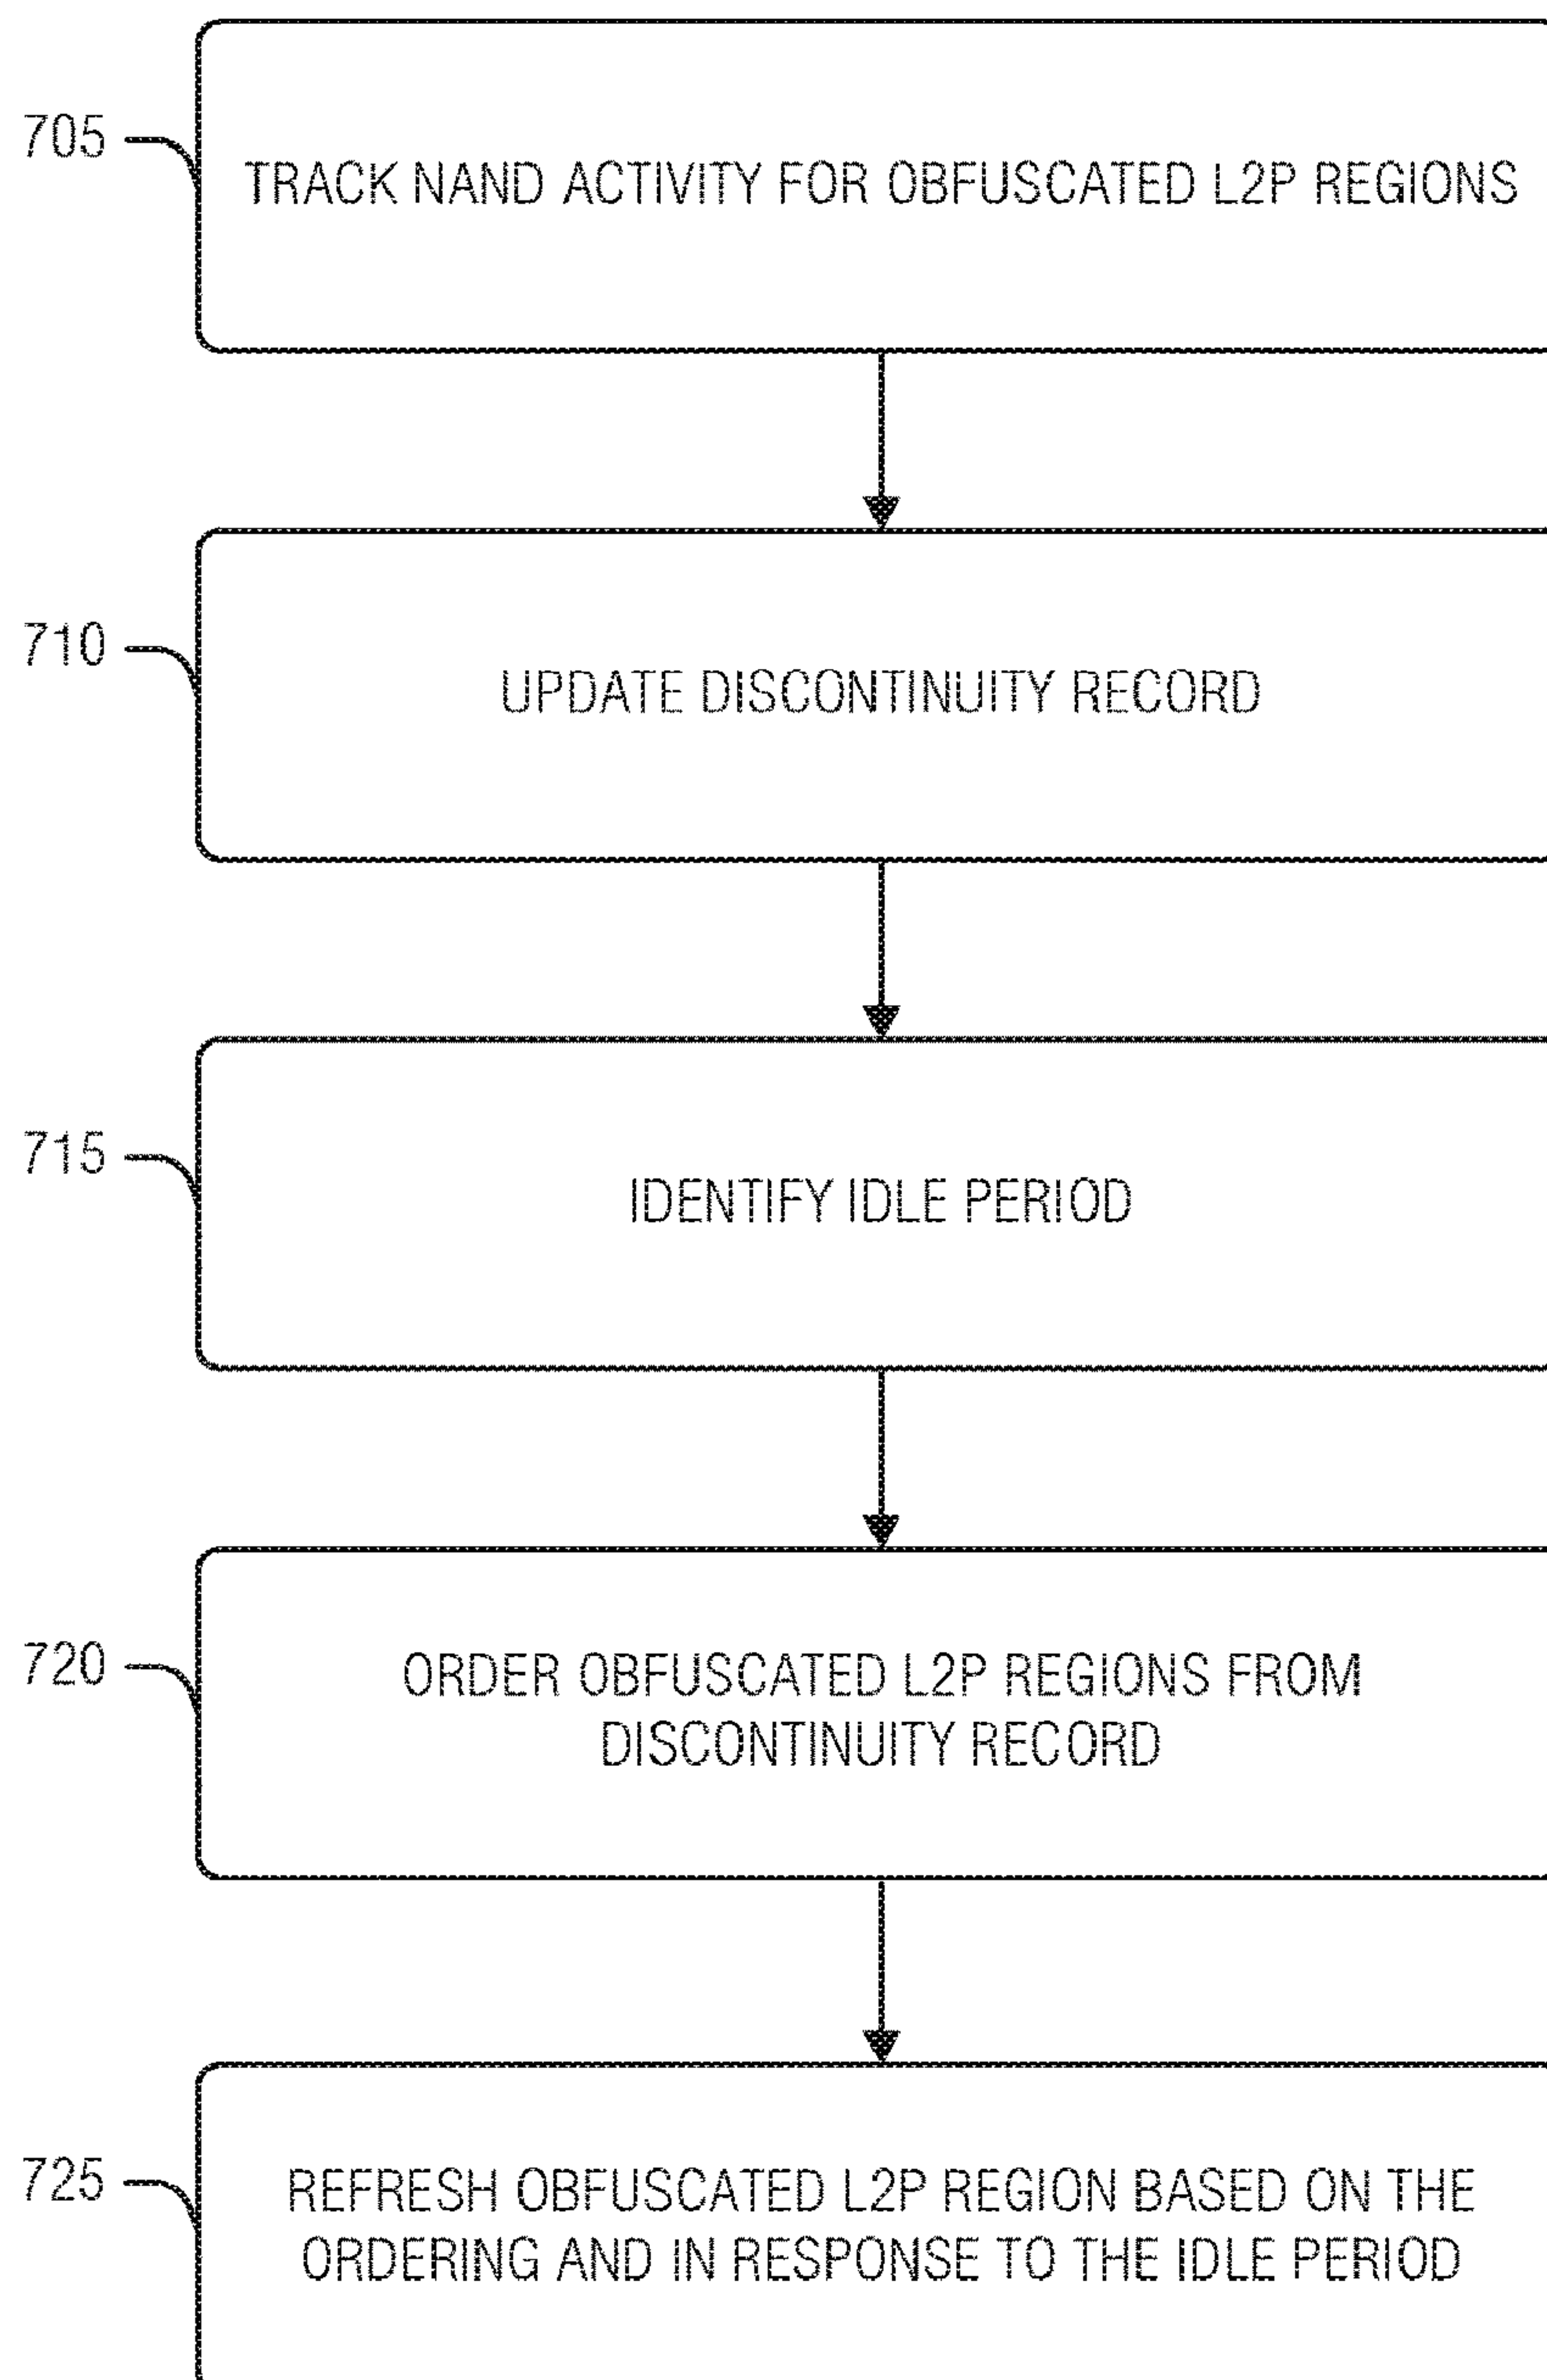 705
TRACK NAND ACTIVITY FOR OBFUSCATED L2P REGIONS
710
UPDATE DISCONTINUITY RECORD
715
IDENTIFY IDLE PERIOD
720
ORDER OBFUSCATED L2P REGIONS FROM
DISCONTINUITY RECORD
725
REFRESH OBFUSCATED L2P REGION BASED ON THE
ORDERING AND IN RESPONSE TO THE IDLE PERIOD